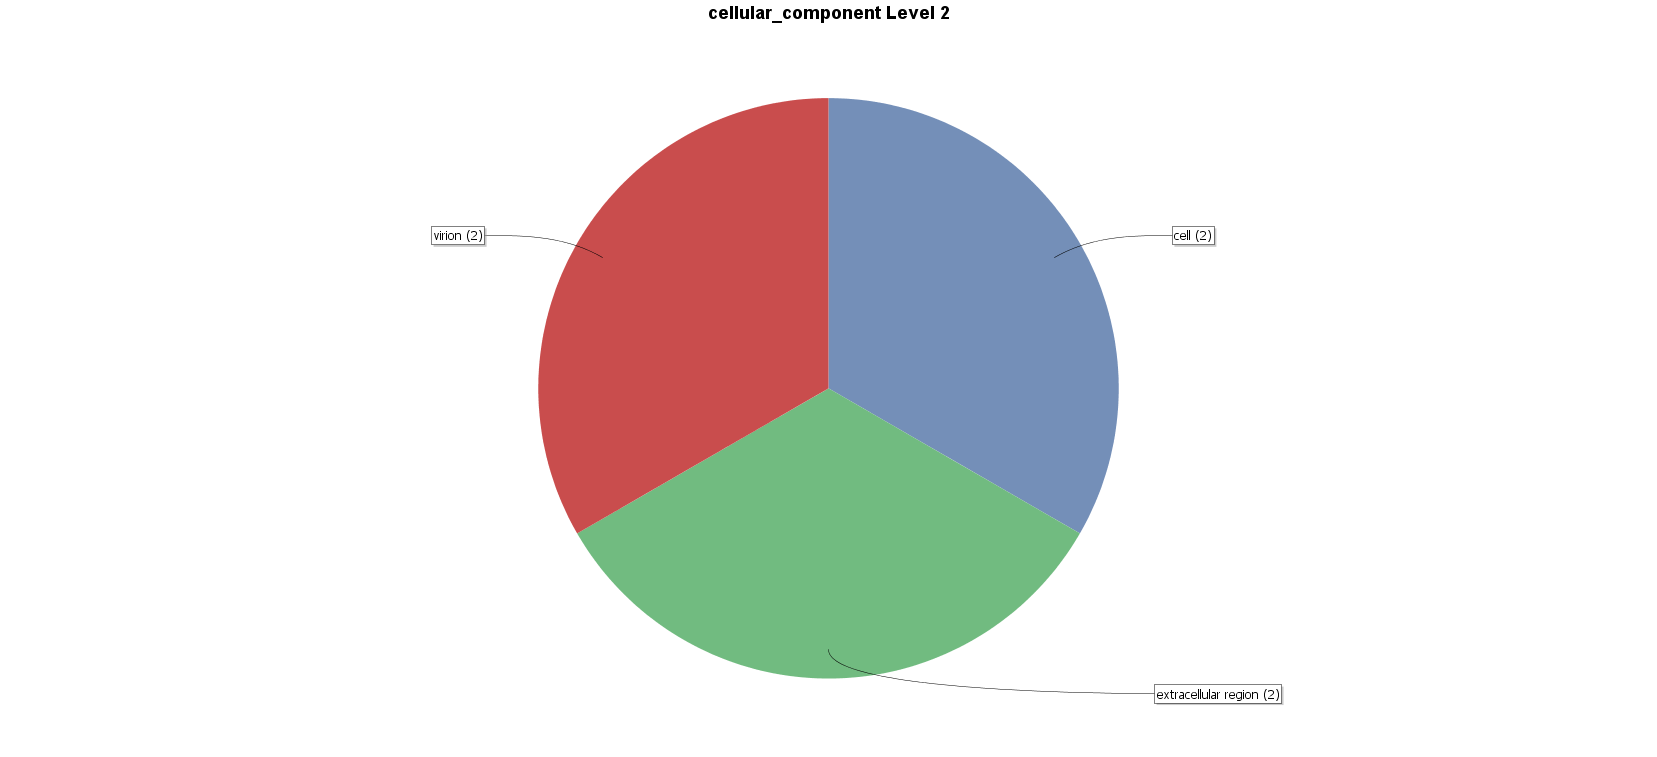 cellular_component Level 2
virion (2)
cell (2)
extracellular region (2)